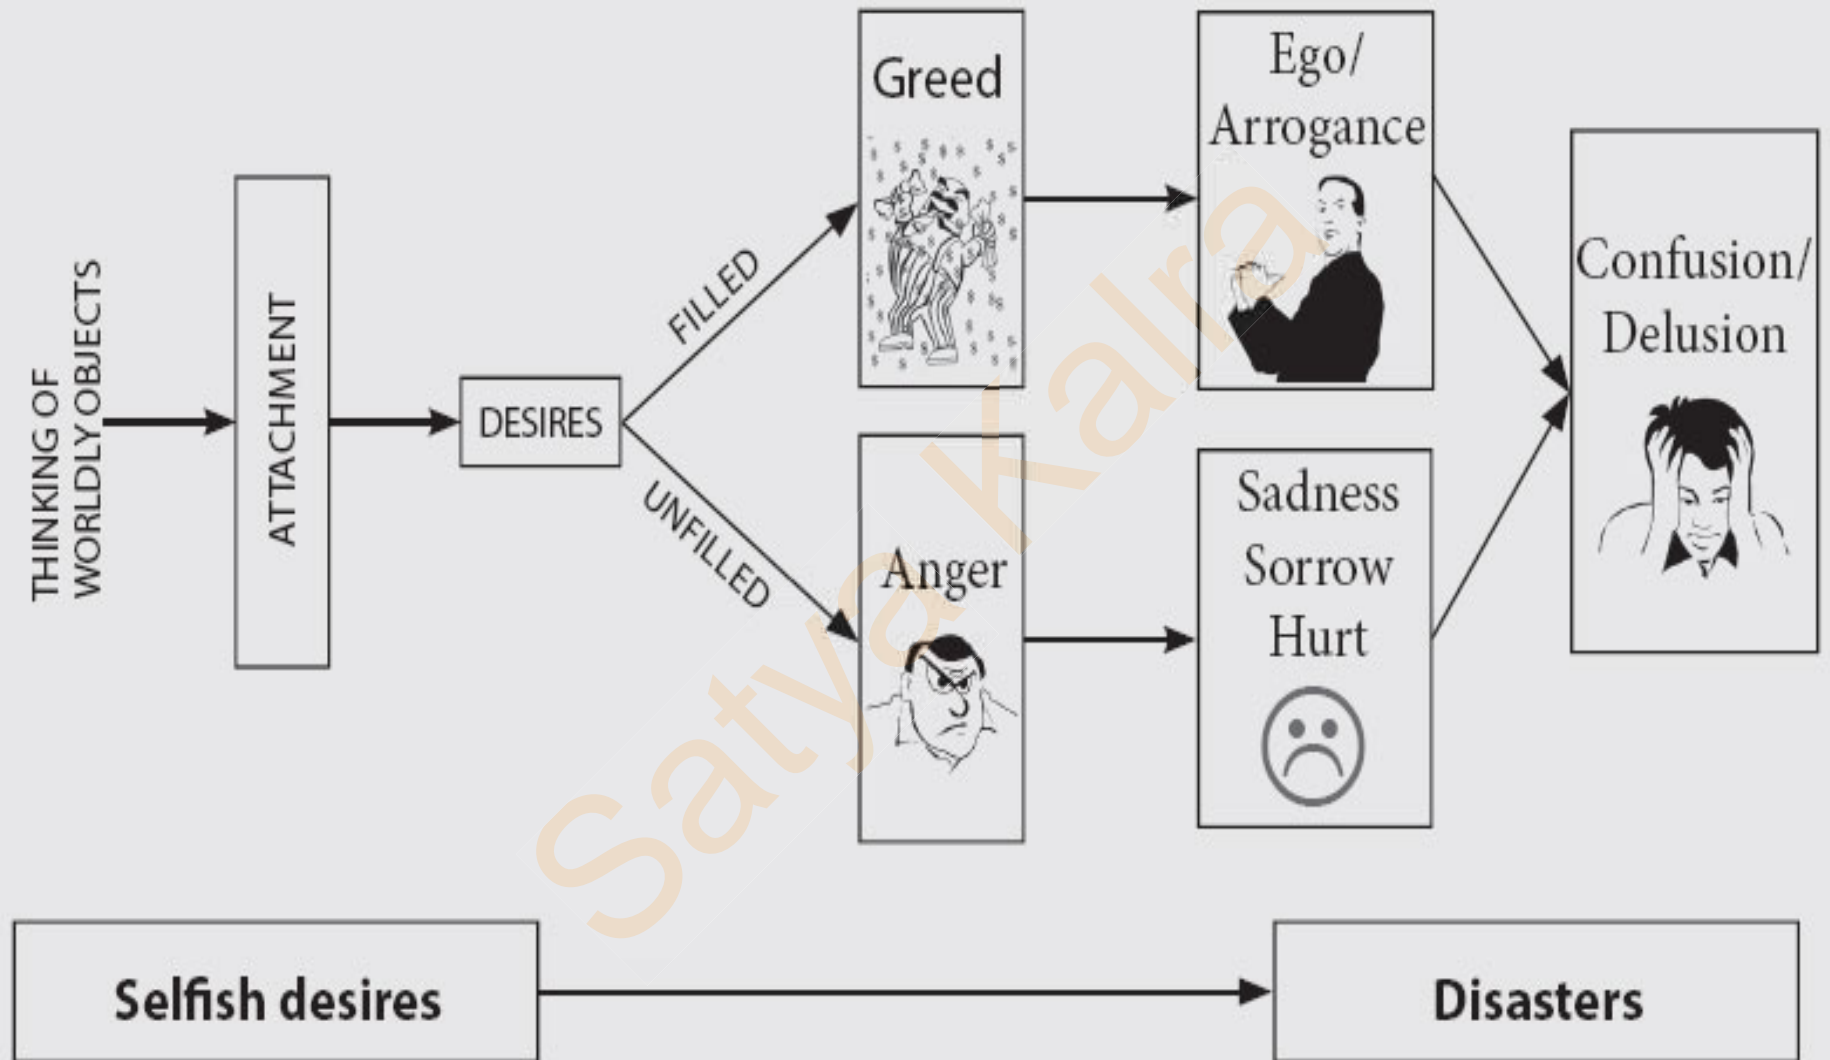 THINKING OF
WORLDLY OBJECTS
ATTACHMENT
DESIRES
FILLED
UNFILLED
Greed
Ego/
Arrogance
Anger
Sadness
Sorrow
Hurt
Confusion/
Delusion
Selfish desires
Disasters
Satya Kalra